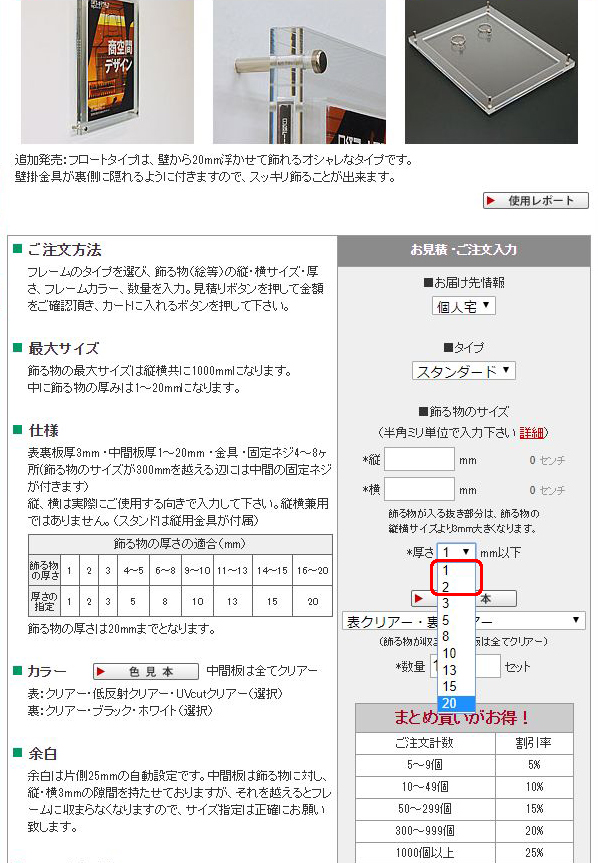 商空間
デザイン
追加発売：フロートタイプは、壁から20mm浮かせて飾れるオシャレなタイプです。
壁掛金具が裏側に隠れるように付きますので、スッキリ飾ることが出来ます。
使用レポート
ご注文方法
フレームのタイプを選び、飾る物(絵等)の縦・横サイズ・厚
さ、フレームカラー、数量を入力。見積りボタンを押して金額
をご確認頂き、カートに入れるボタンを押して下さい。
最大サイズ
飾る物の最大サイズは縦横共に1000mmになります。
中に飾る物の厚みは1～20mmになります。
仕様
表裏板厚3mm・中間板厚1～20mm・金具・固定ネジ4～8ヶ
所(飾る物のサイズが300mmを越える辺には中間の固定ネジ
が付きます)
縦、横は実際にご使用する向きで入力して下さい。縦横兼用
ではありません。(スタンドは縦用金具が付属)
飾る物の厚さの適合(mm)
飾る物の厚さ 1 2 3 4～5 6～8 9～10 11～13 14～15 16～20
厚さの指定 1 2 3 5 8 10 13 15 20
飾る物の厚さは20mmまでとなります。
カラー 色見本 中間板は全てクリアー
表：クリアー・低反射クリアー・UVcutクリアー(選択)
裏：クリアー・ブラック・ホワイト(選択)
余白
余白は片側25mmの自動設定です。中間板は飾る物に対し、
縦・横3mmの隙間を持たせておりますが、それを越えるとフレ
ームに収まらなくなりますので、サイズ指定は正確にお願い
致します。
お見積・ご注文入力
■お届け先情報
個人宅 ▼
■タイプ
スタンダード ▼
■飾る物のサイズ
(半角ミリ単位で入力下さい 詳細)
*縦 mm 0 センチ
*横 mm 0 センチ
飾る物が入る抜き部分は、飾る物の
縦横サイズより3mm大きくなります。
*厚さ 1 ▼ mm以下
1
2
3
5
8
10
13
15
20
本
表クリアー・裏 アー ▼
(飾る物が収ま 板は全てクリアー)
*数量 1 セット
まとめ買いがお得！
ご注文計数 割引率
5～9個 5%
10～49個 10%
50～299個 15%
300～999個 20%
1000個以上 25%